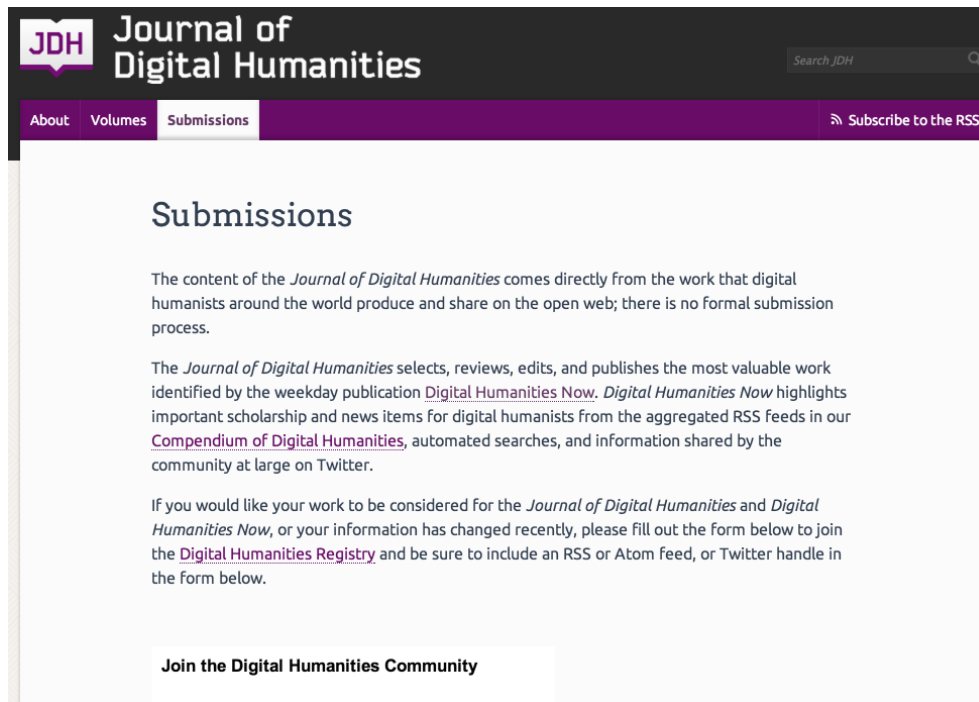 JDH
Journal of
Digital Humanities
Search JDH
About Volumes Submissions Subscribe to the RSS
Submissions
The content of the Journal of Digital Humanities comes directly from the work that digital
humanists around the world produce and share on the open web; there is no formal submission
process.
The Journal of Digital Humanities selects, reviews, edits, and publishes the most valuable work
identified by the weekday publication Digital Humanities Now. Digital Humanities Now highlights
important scholarship and news items for digital humanists from the aggregated RSS feeds in our
Compendium of Digital Humanities, automated searches, and information shared by the
community at large on Twitter.
If you would like your work to be considered for the Journal of Digital Humanities and Digital
Humanities Now, or your information has changed recently, please fill out the form below to join
the Digital Humanities Registry and be sure to include an RSS or Atom feed, or Twitter handle in
the form below.
Join the Digital Humanities Community